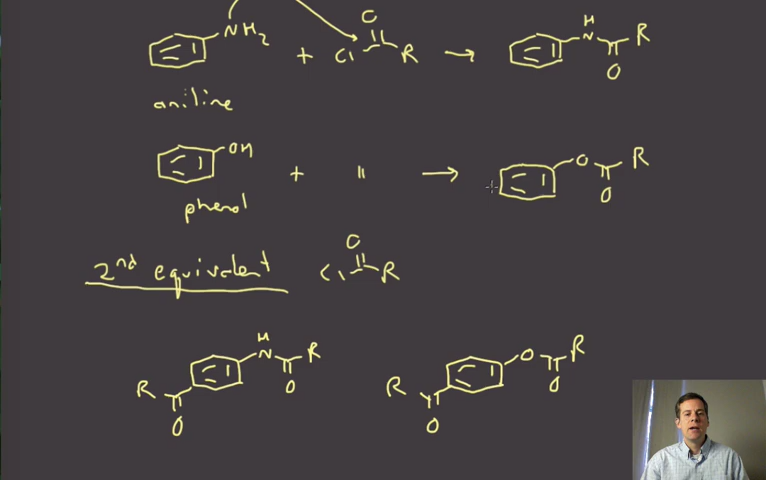 NH2 + Cl O R → H N R O
aniline
OH + " → O R O
phenol
2nd equivalent Cl O R
R O H N R O
R O O R O